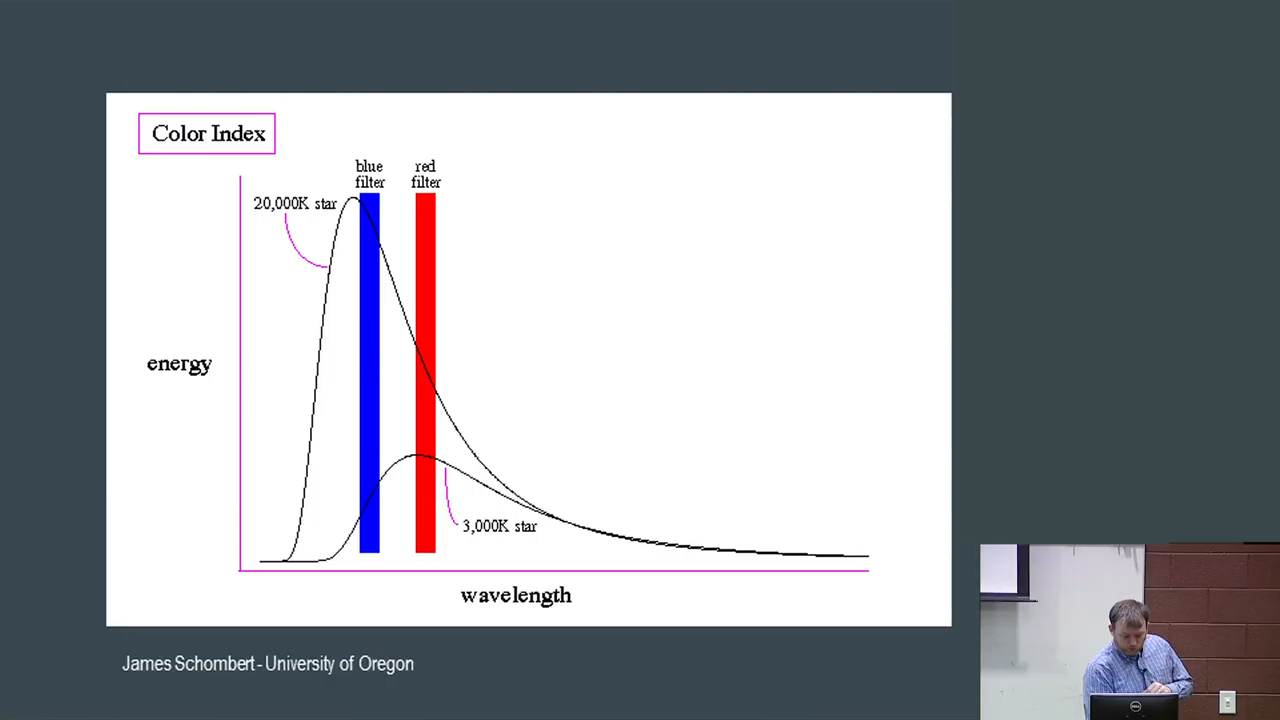 Color Index
blue
filter
red
filter
20,000K star
energy
3,000K star
wavelength
James Schombert - University of Oregon
DELL